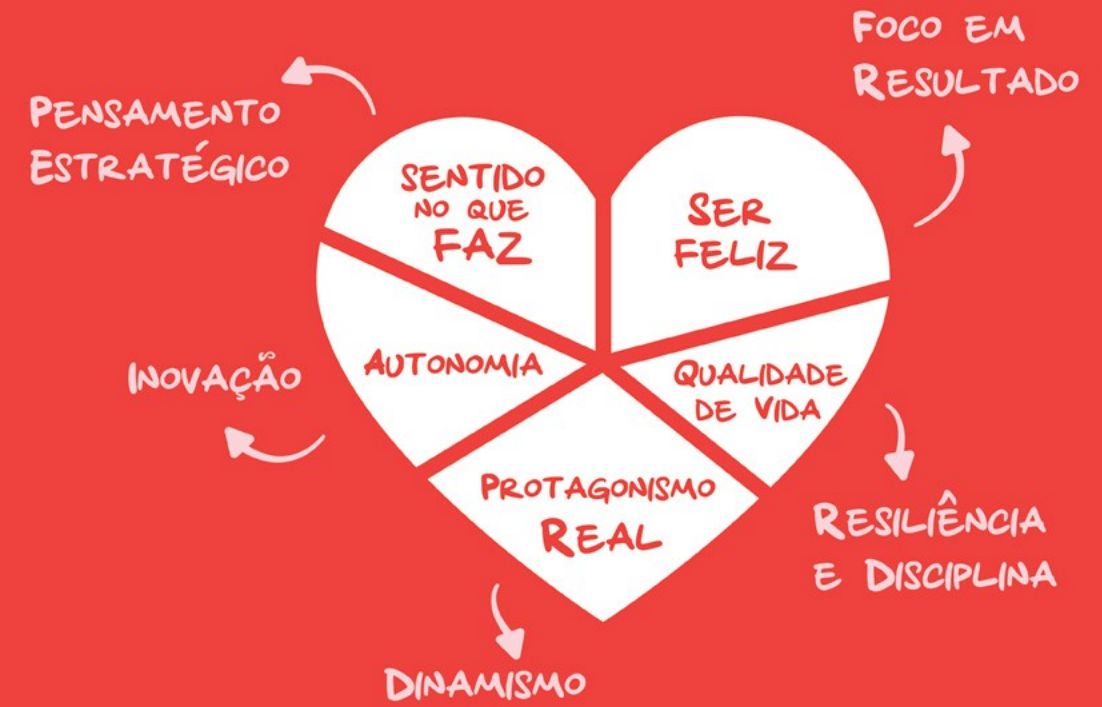 FOCO EM
RESULTADO
PENSAMENTO
ESTRATÉGICO
SENTIDO
NO QUE
FAZ
SER
FELIZ
INOVAÇÃO
AUTONOMIA
QUALIDADE
DE VIDA
PROTAGONISMO
REAL
RESILIÊNCIA
E DISCIPLINA
DINAMISMO